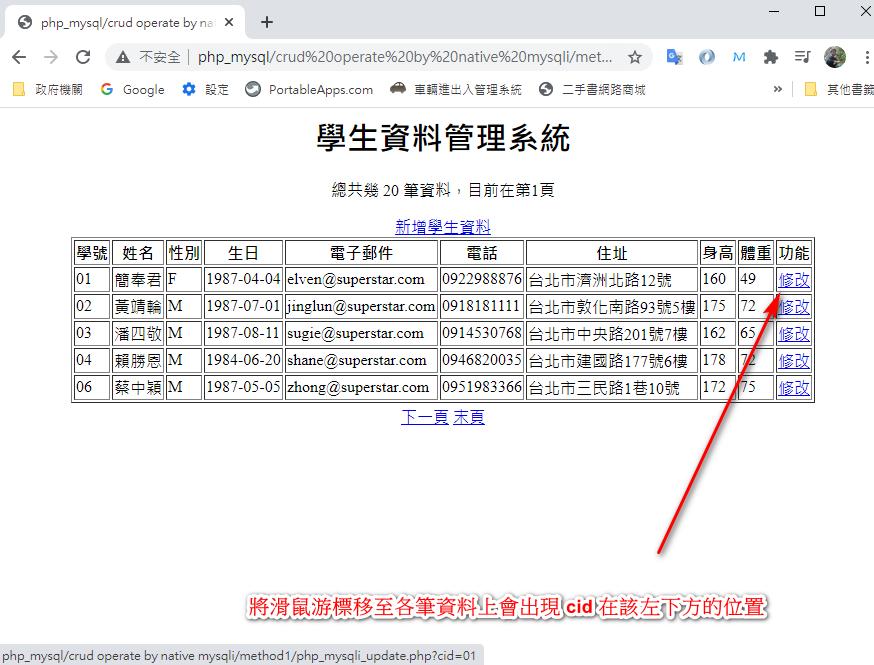 php_mysql/crud operate by nat
不安全 php_mysql/crud%20operate%20by%20native%20mysqli/met...
政府機關 Google 設定 PortableApps.com 車輛進出入管理系統 二手書網路商城 » 其他書籤
學生資料管理系統
總共幾 20 筆資料，目前在第1頁
新增學生資料
學號 姓名 性別 生日 電子郵件 電話 住址 身高 體重 功能
01 簡奉君 F 1987-04-04 elven@superstar.com 0922988876 台北市濟洲北路12號 160 49 修改
02 黃靖輪 M 1987-07-01 jinglun@superstar.com 0918181111 台北市敦化南路93號5樓 175 72 修改
03 潘四敬 M 1987-08-11 sugie@superstar.com 0914530768 台北市中央路201號7樓 162 65 修改
04 賴勝恩 M 1984-06-20 shane@superstar.com 0946820035 台北市建國路177號6樓 178 72 修改
06 蔡中穎 M 1987-05-05 zhong@superstar.com 0951983366 台北市三民路1巷10號 172 75 修改
下一頁 末頁
將滑鼠游標移至各筆資料上會出現 cid 在該左下方的位置
php_mysql/crud operate by native mysqli/method1/php_mysqli_update.php?cid=01